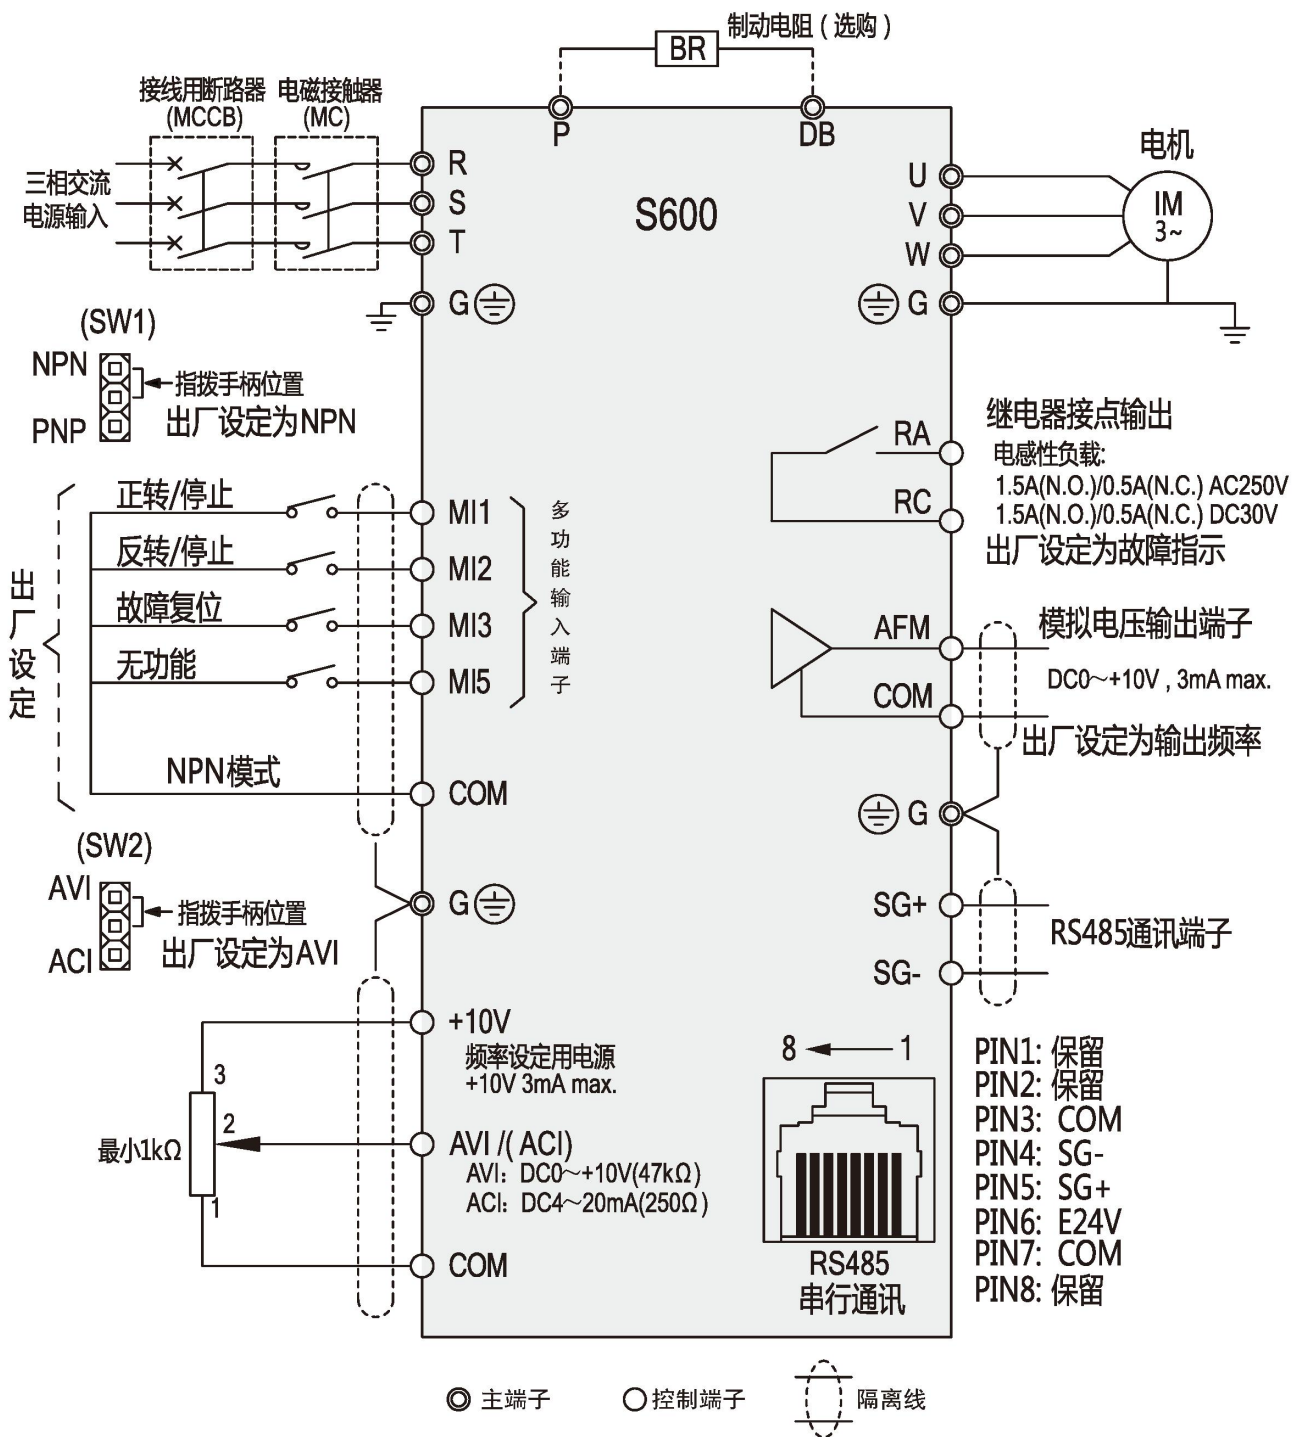 制动电阻（选购）
BR
P
DB
接线用断路器
(MCCB)
电磁接触器
(MC)
三相交流
电源输入
R
S
T
G
S600
U
V
W
G
电机
IM
3~
(SW1)
NPN
PNP
指拨手柄位置
出厂设定为NPN
出厂设定
正转/停止
反转/停止
故障复位
无功能
NPN模式
MI1
MI2
MI3
MI5
COM
多功能输入端子
RA
RC
继电器接点输出
电感性负载:
1.5A(N.O.)/0.5A(N.C.) AC250V
1.5A(N.O.)/0.5A(N.C.) DC30V
出厂设定为故障指示
AFM
COM
模拟电压输出端子
DC0～+10V , 3mA max.
出厂设定为输出频率
G
(SW2)
AVI
ACI
指拨手柄位置
出厂设定为AVI
G
SG+
SG-
RS485通讯端子
+10V
频率设定用电源
+10V 3mA max.
3
2
1
最小1kΩ
AVI /( ACI)
AVI: DC0～+10V(47kΩ)
ACI: DC4～20mA(250Ω)
COM
8
1
RS485
串行通讯
PIN1: 保留
PIN2: 保留
PIN3: COM
PIN4: SG-
PIN5: SG+
PIN6: E24V
PIN7: COM
PIN8: 保留
主端子
控制端子
隔离线